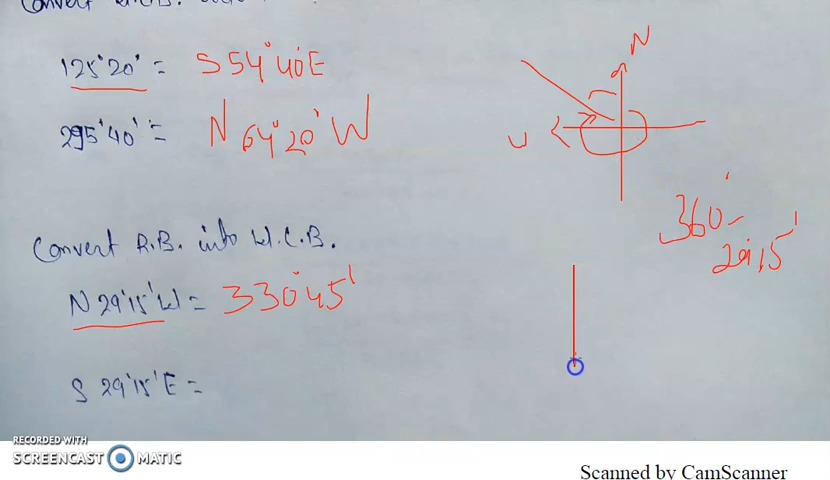 Convert
125°20' = S 54°40'E
295°40' = N 64°20' W
N
W
360° -
29°15'
Convert R.B. into W.C.B.
N 29°15'W = 330°45'
S 29°15'E =
RECORDED WITH
SCREENCAST MATIC
Scanned by CamScanner